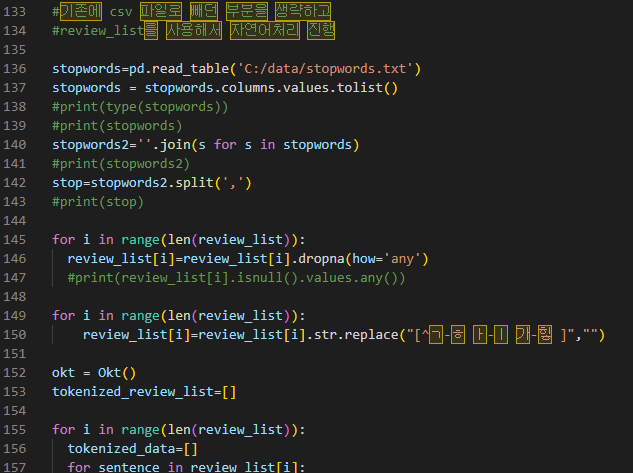 133 #기존에 csv 파일로 빼던 부분을 생략하고
134 #review_list를 사용해서 자연어처리 진행
135
136 stopwords=pd.read_table('C:/data/stopwords.txt')
137 stopwords = stopwords.columns.values.tolist()
138 #print(type(stopwords))
139 #print(stopwords)
140 stopwords2=''.join(s for s in stopwords)
141 #print(stopwords2)
142 stop=stopwords2.split(',')
143 #print(stop)
144
145 for i in range(len(review_list)):
146   review_list[i]=review_list[i].dropna(how='any')
147   #print(review_list[i].isnull().values.any())
148
149 for i in range(len(review_list)):
150     review_list[i]=review_list[i].str.replace("[^ㄱ-ㅎ ㅏ-ㅣ 가-힣 ]","")
151
152 okt = Okt()
153 tokenized_review_list=[]
154
155 for i in range(len(review_list)):
156   tokenized_data=[]
157   for sentence in review_list[i]: